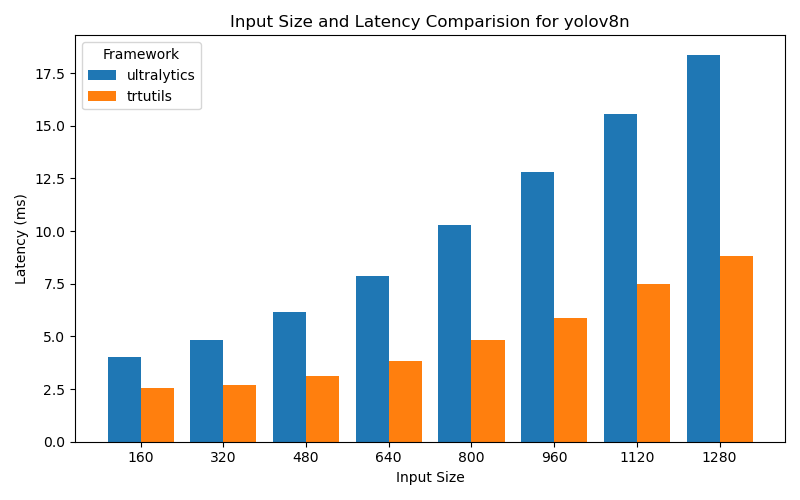 Input Size and Latency Comparision for yolov8n
Framework
ultralytics
trtutils
Latency (ms)
17.5
15.0
12.5
10.0
7.5
5.0
2.5
0.0
160 320 480 640 800 960 1120 1280
Input Size